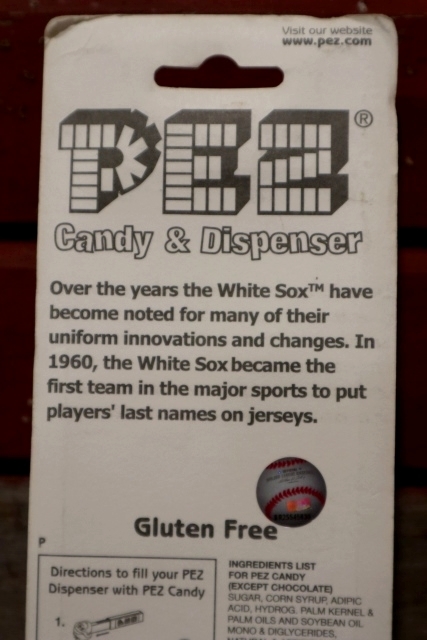 Visit our website
www.pez.com
PEZ®
Candy & Dispenser
Over the years the White Sox™ have
become noted for many of their
uniform innovations and changes. In
1960, the White Sox became the
first team in the major sports to put
players' last names on jerseys.
Gluten Free
P
Directions to fill your PEZ
Dispenser with PEZ Candy
1.
INGREDIENTS LIST
FOR PEZ CANDY
(EXCEPT CHOCOLATE)
SUGAR, CORN SYRUP, ADIPIC
ACID, HYDROG. PALM KERNEL &
PALM OILS AND SOYBEAN OIL
MONO & DIGLYCERIDES,